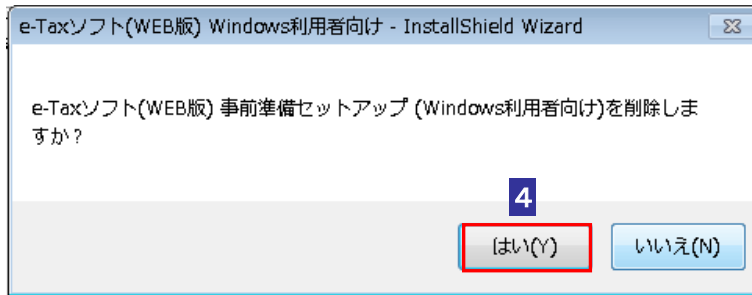 e-Taxソフト(WEB版) Windows利用者向け - InstallShield Wizard
e-Taxソフト(WEB版) 事前準備セットアップ (Windows利用者向け)を削除しま
すか？
4
はい(Y)
いいえ(N)